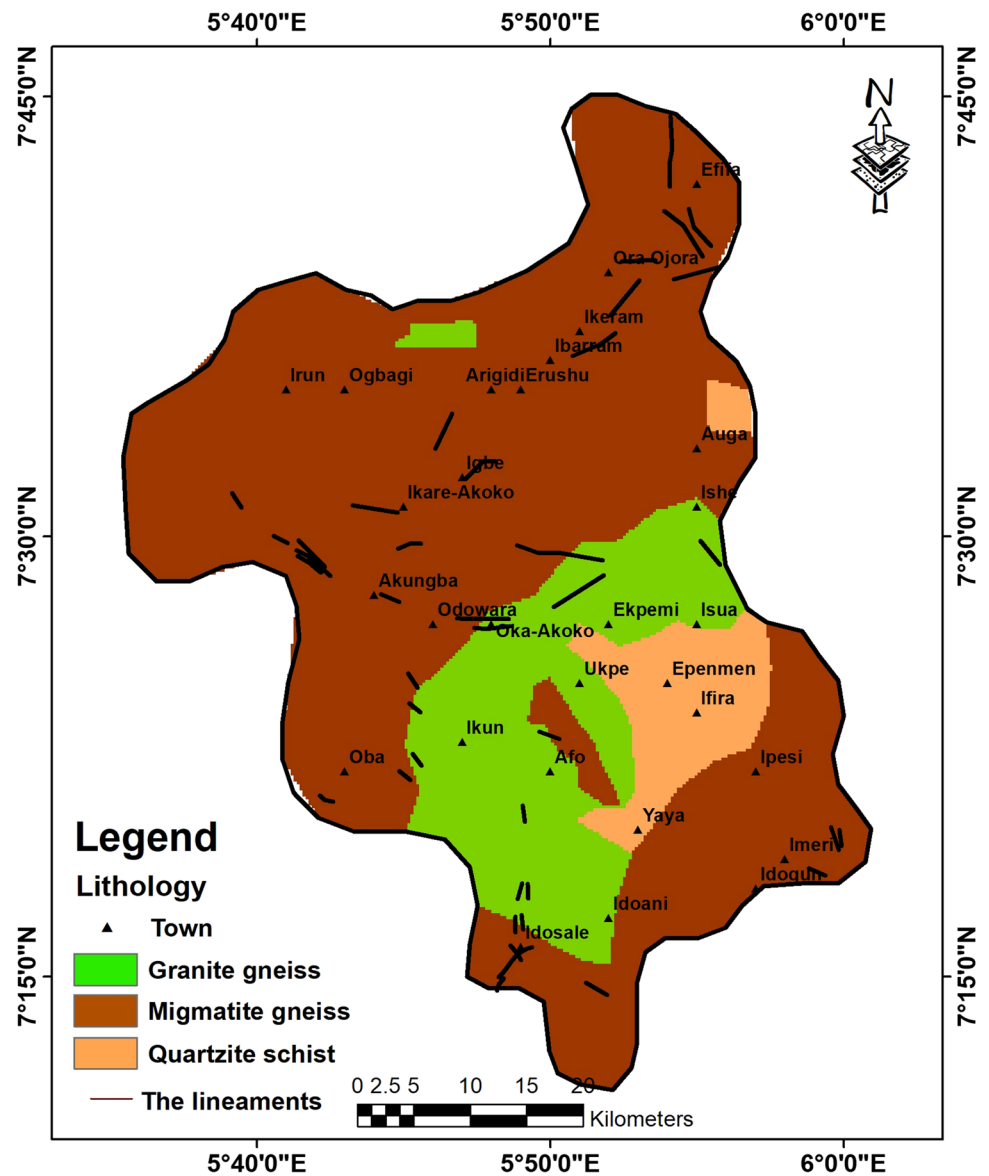 5°40'0"E 5°50'0"E 6°0'0"E
7°45'0"N 7°45'0"N
N
Efifa
Ora Ojora
Ikeram
Ibarram
Irun Ogbagi Arigidi Erushu
Auga
Igbe
Ikare-Akoko Ishe
7°30'0"N 7°30'0"N
Akungba
Odowara Ekpemi Isua
Oka-Akoko
Ukpe Epenmen
Ifira
Ikun
Oba Afo Ipesi
Yaya
Imeri
Idogun
Idoani
Idosale
7°15'0"N 7°15'0"N
Legend
Lithology
Town
Granite gneiss
Migmatite gneiss
Quartzite schist
The lineaments
0 2.5 5 10 15 20
Kilometers
5°40'0"E 5°50'0"E 6°0'0"E